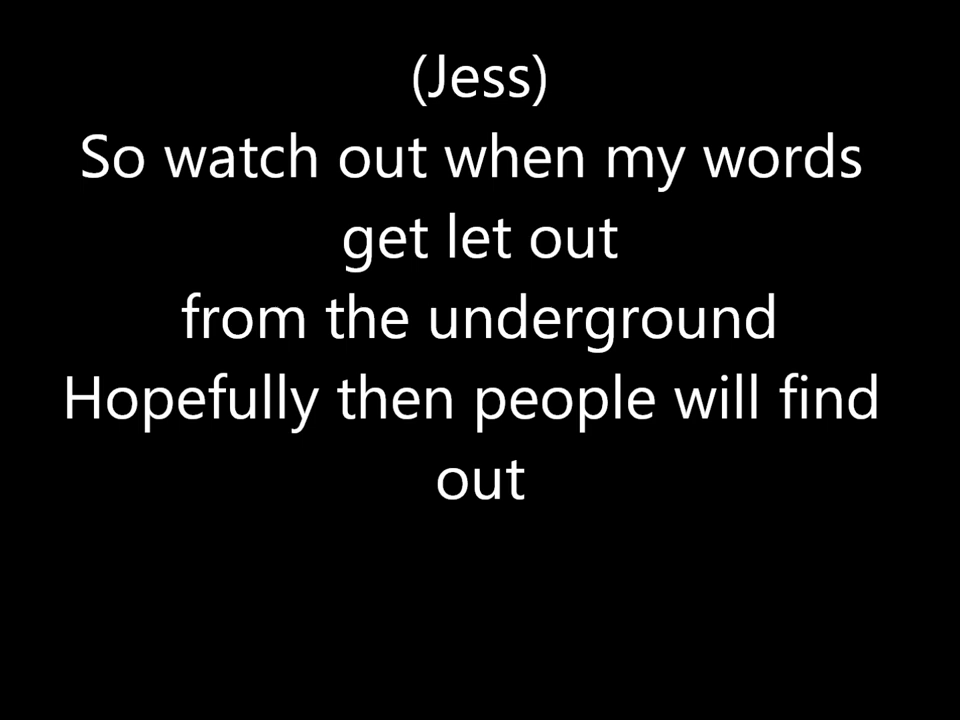 (Jess)
So watch out when my words
get let out
from the underground
Hopefully then people will find
out